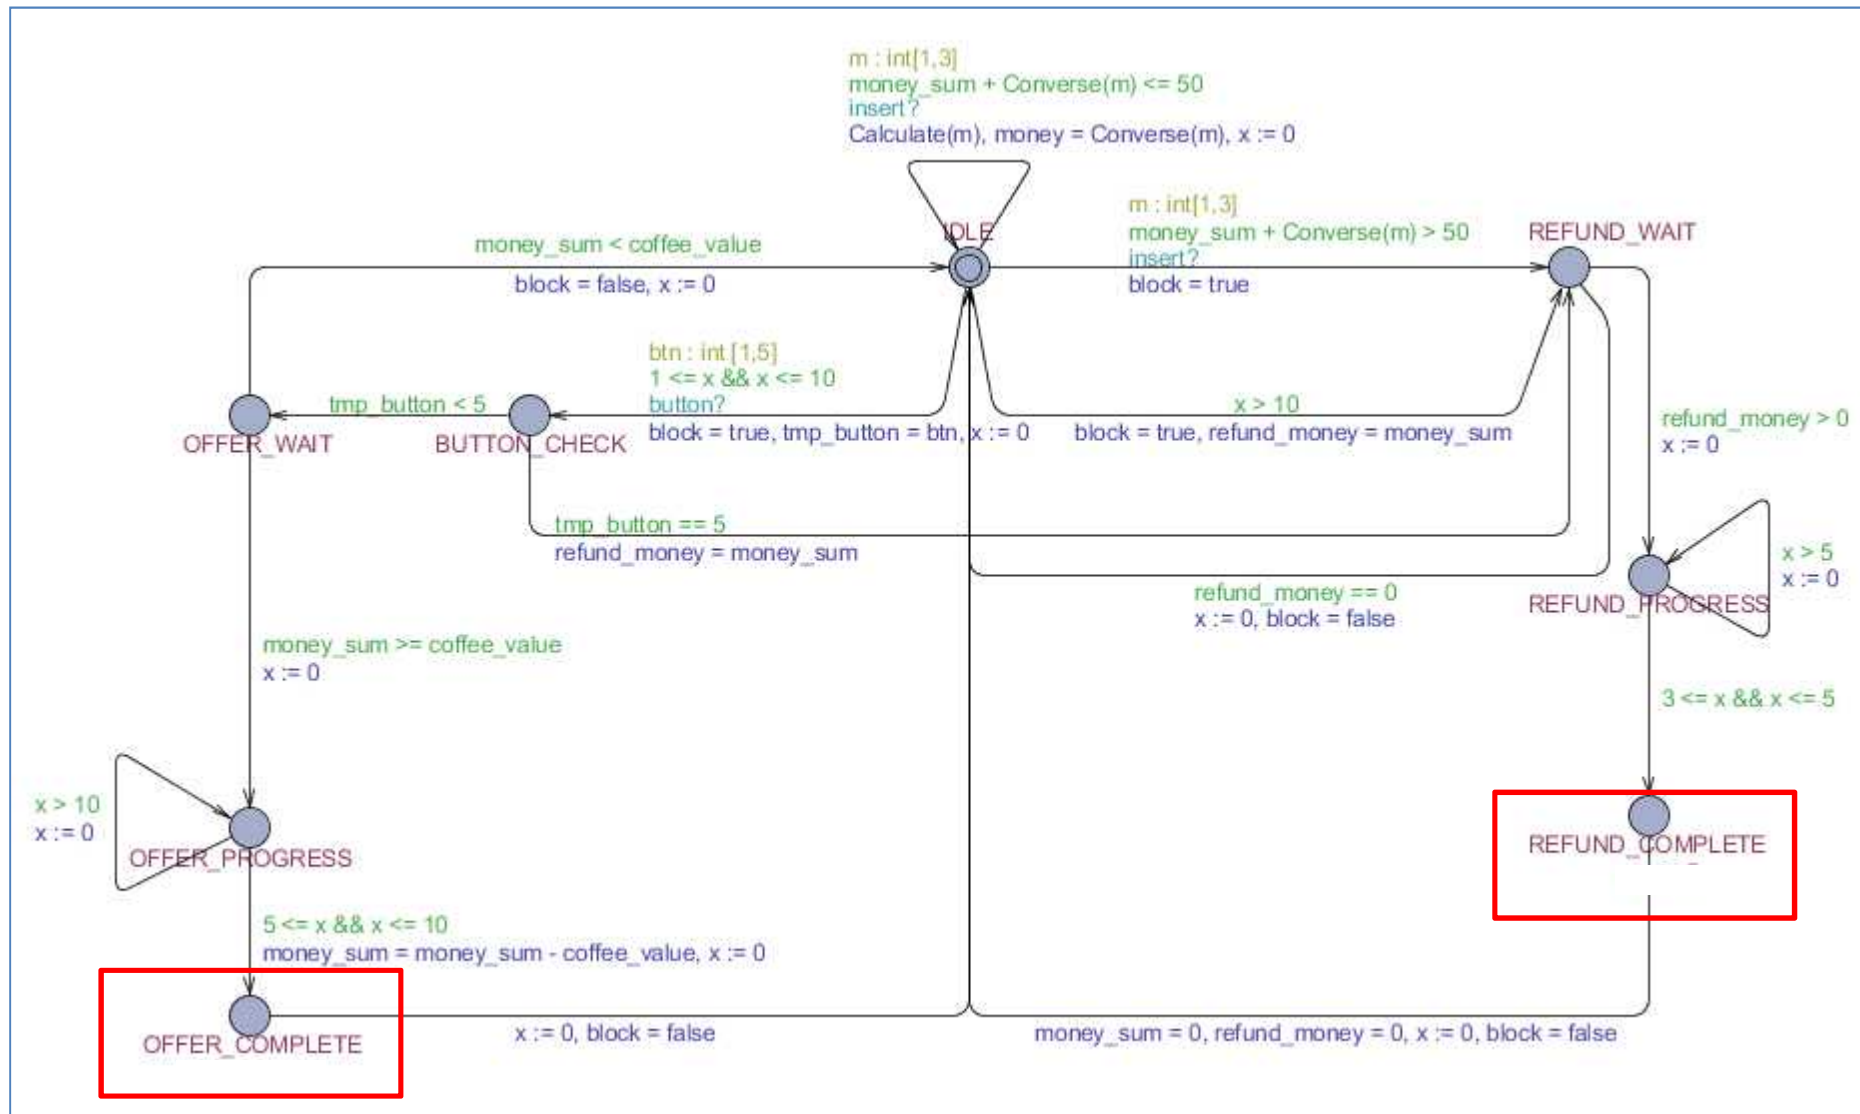 m : int[1,3]
money_sum + Converse(m) <= 50
insert?
Calculate(m), money = Converse(m), x := 0
IDLE
m : int[1,3]
money_sum + Converse(m) > 50
insert?
block = true
REFUND_WAIT
money_sum < coffee_value
block = false, x := 0
btn : int [1,5]
1 <= x && x <= 10
button?
block = true, tmp_button = btn, x := 0
tmp_button < 5
OFFER_WAIT
BUTTON_CHECK
x > 10
block = true, refund_money = money_sum
refund_money > 0
x := 0
tmp_button == 5
refund_money = money_sum
refund_money == 0
x := 0, block = false
x > 5
x := 0
REFUND_PROGRESS
money_sum >= coffee_value
x := 0
3 <= x && x <= 5
x > 10
x := 0
OFFER_PROGRESS
REFUND_COMPLETE
5 <= x && x <= 10
money_sum = money_sum - coffee_value, x := 0
OFFER_COMPLETE
x := 0, block = false
money_sum = 0, refund_money = 0, x := 0, block = false